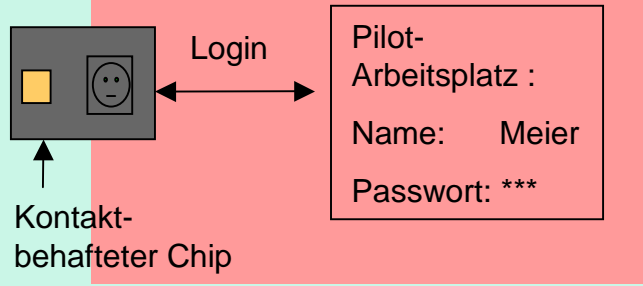 Login
Pilot-
Arbeitsplatz :
Name: Meier
Passwort: ***
Kontakt-
behafteter Chip